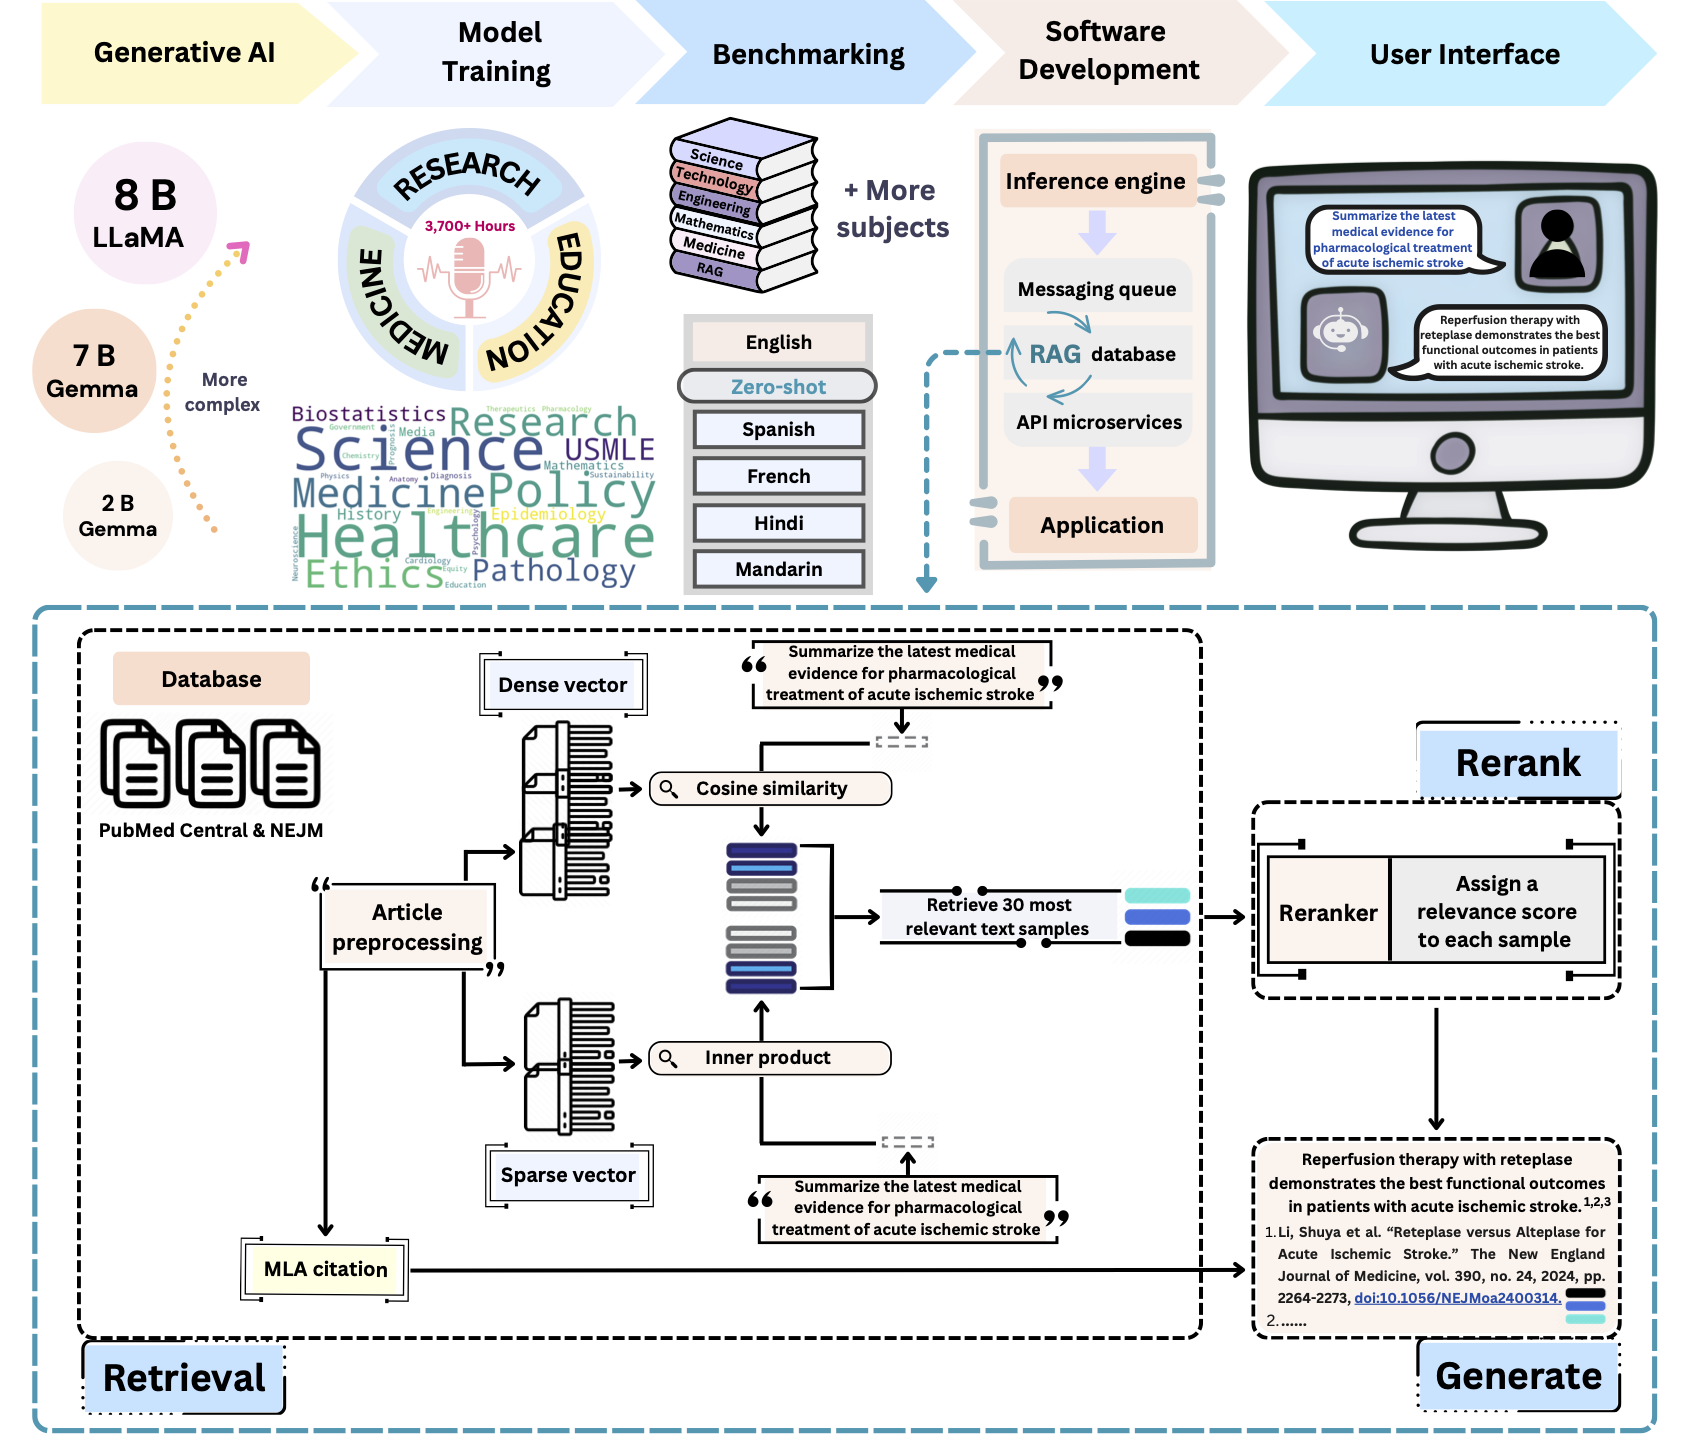 Generative AI
Model
Training
Benchmarking
Software
Development
User Interface
8 B
LLaMA
7 B
Gemma
2 B
Gemma
More
complex
RESEARCH
MEDICINE
EDUCATION
3,700+ Hours
Biostatistics
Therapeutics
Pharmacology
Research
Government
Media
Prognosis
Science
USMLE
Chemistry
Mathematics
Physics
Anatomy
Diagnosis
Sustainability
Medicine
Policy
History
Engineering
Epidemiology
Healthcare
Psychology
Neuroscience
Cardiology
Equity
Ethics
Education
Pathology
Science
Technology
Engineering
Mathematics
Medicine
RAG
+ More
subjects
English
Zero-shot
Spanish
French
Hindi
Mandarin
Inference engine
Messaging queue
RAG database
API microservices
Application
Summarize the latest
medical evidence for
pharmacological treatment
of acute ischemic stroke
Reperfusion therapy with
reteplase demonstrates the best
functional outcomes in patients
with acute ischemic stroke.
Database
PubMed Central & NEJM
“
Article
preprocessing
”
Dense vector
Sparse vector
MLA citation
“
Summarize the latest medical
evidence for pharmacological
treatment of acute ischemic stroke
”
Cosine similarity
Retrieve 30 most
relevant text samples
Inner product
“
Summarize the latest medical
evidence for pharmacological
treatment of acute ischemic stroke
”
Retrieval
Rerank
Reranker
Assign a
relevance score
to each sample
Reperfusion therapy with reteplase
demonstrates the best functional outcomes
in patients with acute ischemic stroke.1,2,3
1. Li, Shuya et al. “Reteplase versus Alteplase for
Acute Ischemic Stroke.” The New England
Journal of Medicine, vol. 390, no. 24, 2024, pp.
2264-2273, doi:10.1056/NEJMoa2400314.
2. ......
Generate